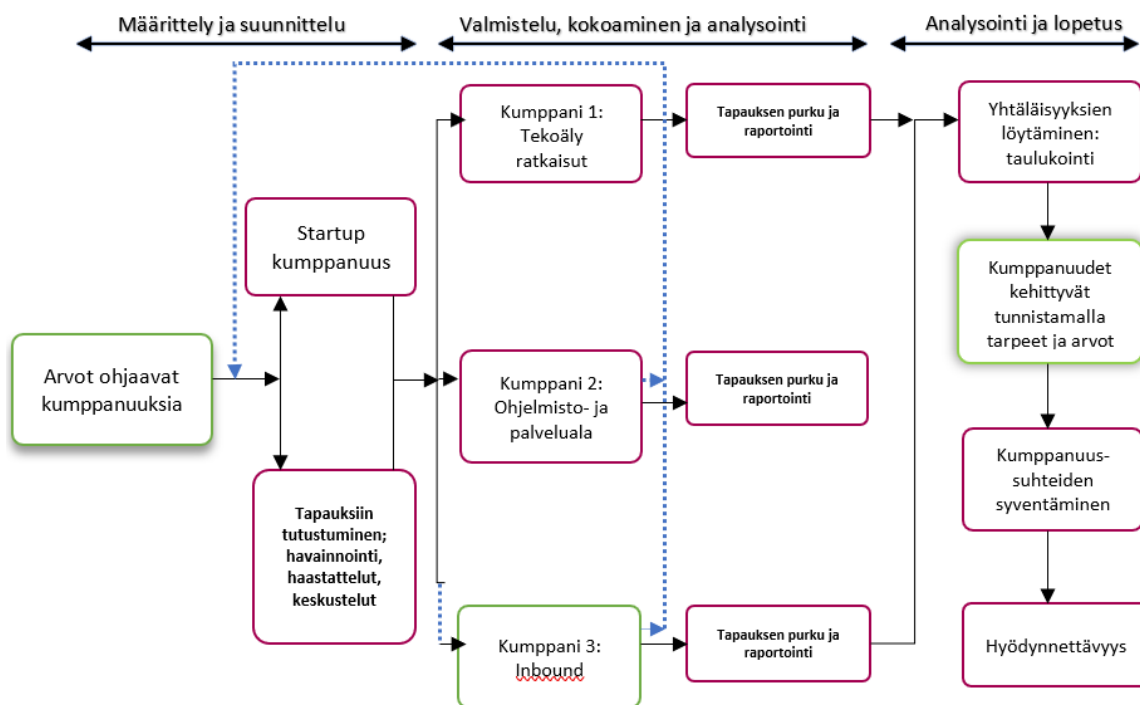 Määrittely ja suunnittelu
Valmistelu, kokoaminen ja analysointi
Analysointi ja lopetus
Arvot ohjaavat
kumppanuuksia
Startup
kumppanuus
Tapauksiin
tutustuminen;
havainnointi,
haastattelut,
keskustelut
Kumppani 1:
Tekoäly
ratkaisut
Tapauksen purku ja
raportointi
Kumppani 2:
Ohjelmisto- ja
palveluala
Tapauksen purku ja
raportointi
Kumppani 3:
Inbound
Tapauksen purku ja
raportointi
Yhtäläisyyksien
löytäminen:
taulukointi
Kumppanuudet
kehittyvät
tunnistamalla
tarpeet ja arvot
Kumppanuus-
suhteiden
syventäminen
Hyödynnettävyys